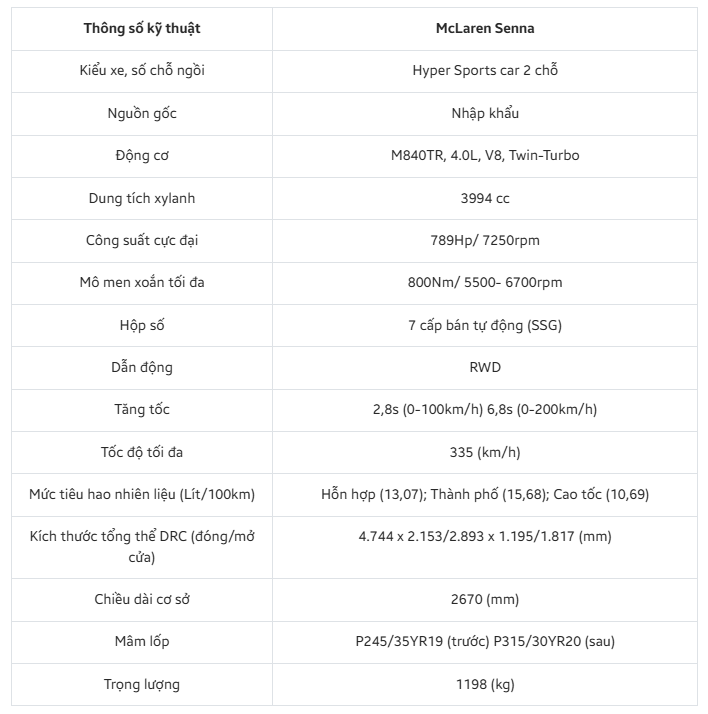 Thông số kỹ thuật McLaren Senna
Kiểu xe, số chỗ ngồi Hyper Sports car 2 chỗ
Nguồn gốc Nhập khẩu
Động cơ M840TR, 4.0L, V8, Twin-Turbo
Dung tích xylanh 3994 cc
Công suất cực đại 789Hp/ 7250rpm
Mô men xoắn tối đa 800Nm/ 5500- 6700rpm
Hộp số 7 cấp bán tự động (SSG)
Dẫn động RWD
Tăng tốc 2,8s (0-100km/h) 6,8s (0-200km/h)
Tốc độ tối đa 335 (km/h)
Mức tiêu hao nhiên liệu (Lít/100km) Hỗn hợp (13,07); Thành phố (15,68); Cao tốc (10,69)
Kích thước tổng thể DRC (đóng/mở 4.744 x 2.153/2.893 x 1.195/1.817 (mm)
cửa)
Chiều dài cơ sở 2670 (mm)
Mâm lốp P245/35YR19 (trước) P315/30YR20 (sau)
Trọng lượng 1198 (kg)